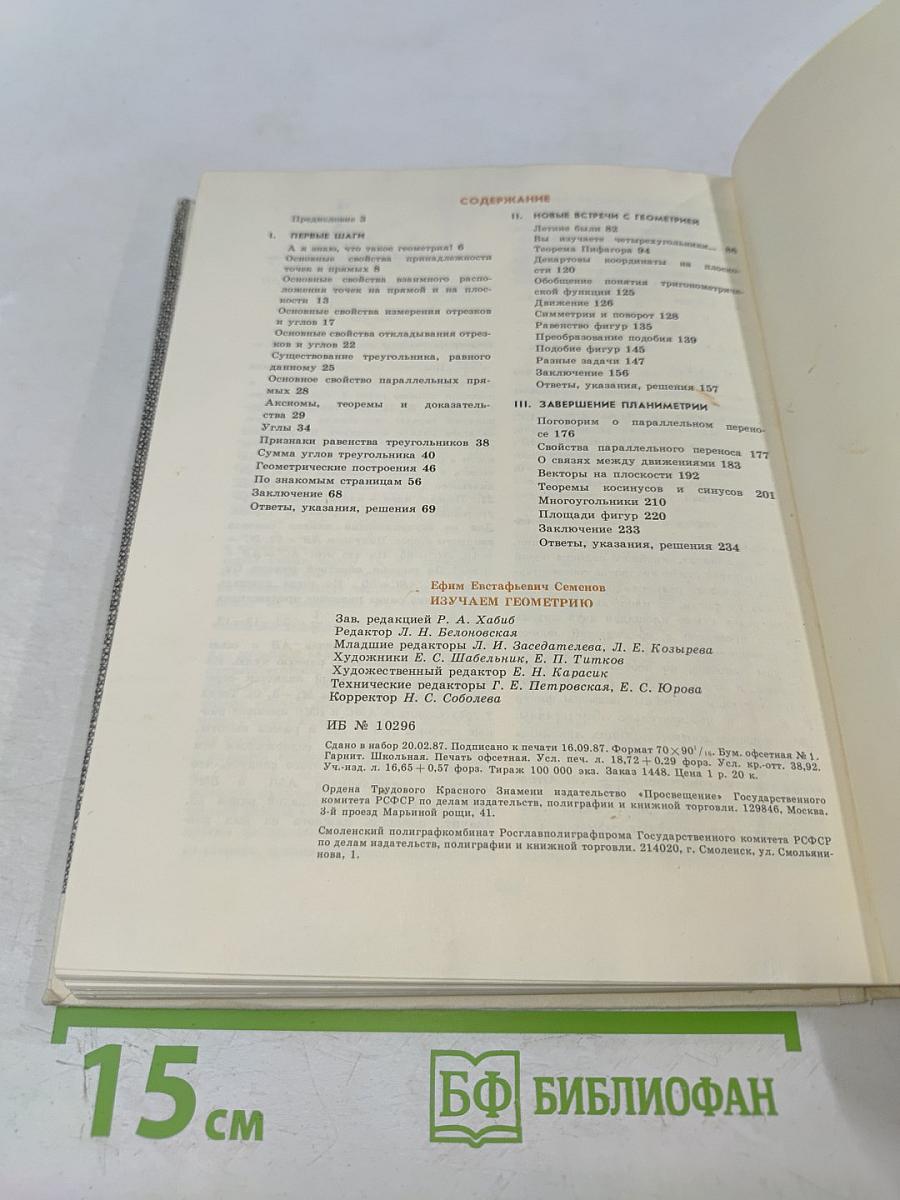 СОДЕРЖАНИЕ
Предисловие 3
I. ПЕРВЫЕ ШАГИ
А я знаю, что такое геометрия! 6
Основные свойства принадлежности
точек и прямых 8
Основные свойства взаимного распо-
ложения точек на прямой и на плос-
кости 13
Основные свойства измерения отрезков
и углов 17
Основные свойства откладывания отрез-
ков и углов 22
Существование треугольника, равного
данному 25
Основное свойство параллельных пря-
мых 28
Аксиомы, теоремы и доказатель-
ства 29
Углы 34
Признаки равенства треугольников 38
Сумма углов треугольника 40
Геометрические построения 46
По знакомым страницам 56
Заключение 68
Ответы, указания, решения 69
II. НОВЫЕ ВСТРЕЧИ С ГЕОМЕТРИЕЙ
Летние были 82
Вы изучаете четырехугольники... 86
Теорема Пифагора 94
Декартовы координаты на плоско-
сти 120
Обобщение понятия тригонометриче-
ской функции 125
Движение 126
Симметрии и поворот 128
Равенство фигур 135
Преобразование подобия 139
Подобие фигур 145
Разные задачи 147
Заключение 156
Ответы, указания, решения 157
III. ЗАВЕРШЕНИЕ ПЛАНИМЕТРИИ
Поговорим о параллельном перено-
се 176
Свойства параллельного переноса 177
О связях между движениями 183
Векторы на плоскости 192
Теоремы косинусов и синусов 201
Многоугольники 210
Площади фигур 220
Заключение 233
Ответы, указания, решения 234
Ефим Евстафьевич Семенов
ИЗУЧАЕМ ГЕОМЕТРИЮ
Зав. редакцией Р. А. Хабиб
Редактор Л. Н. Белоновская
Младшие редакторы Л. И. Заседателева, Л. Е. Козырева
Художники Е. С. Шабельник, Е. П. Титков
Художественный редактор Е. Н. Карасик
Технические редакторы Г. Е. Петровская, Е. С. Юрова
Корректор Н. С. Соболева
ИБ № 10296
Сдано в набор 20.02.87. Подписано к печати 16.09.87. Формат 70×90¹/₁₆. Бум. офсетная № 1.
Гарнит. Школьная. Печать офсетная. Усл. печ. л. 18,72+0,29 форз. Усл. кр.-отт. 38,92.
Уч.-изд. л. 16,65+0,57 форз. Тираж 100 000 экз. Заказ 1448. Цена 1 р. 20 к.
Ордена Трудового Красного Знамени издательство «Просвещение» Государственного
комитета РСФСР по делам издательств, полиграфии и книжной торговли. 129846, Москва,
3-й проезд Марьиной рощи, 41.
Смоленский полиграфкомбинат Росглавполиграфпрома Государственного комитета РСФСР
по делам издательств, полиграфии и книжной торговли. 214020, г. Смоленск, ул. Смольяни-
нова, 1.
15 см
БФ БИБЛИОФАН